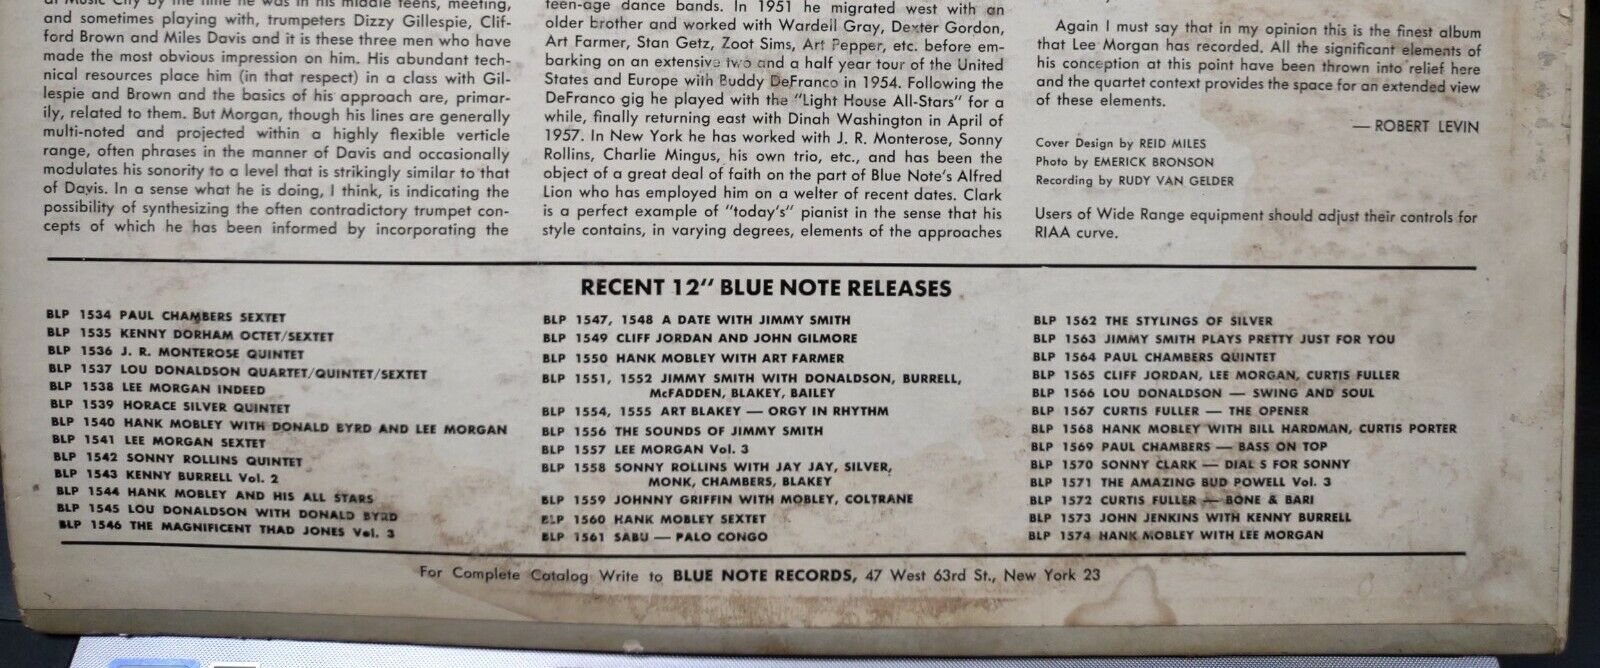 at Music City by the time he was in his middle teens, meeting,
and sometimes playing with, trumpeters Dizzy Gillespie, Clif-
ford Brown and Miles Davis and it is these three men who have
made the most obvious impression on him. His abundant tech-
nical resources place him (in that respect) in a class with Gil-
lespie and Brown and the basics of his approach are, primar-
ily, related to them. But Morgan, though his lines are generally
multi-noted and projected within a highly flexible verticle
range, often phrases in the manner of Davis and occasionally
modulates his sonority to a level that is strikingly similar to that
of Davis. In a sense what he is doing, I think, is indicating the
possibility of synthesizing the often contradictory trumpet con-
cepts of which he has been informed by incorporating the
teen-age dance bands. In 1951 he migrated west with an
older brother and worked with Wardell Gray, Dexter Gordon,
Art Farmer, Stan Getz, Zoot Sims, Art Pepper, etc. before em-
barking on an extensive two and a half year tour of the United
States and Europe with Buddy DeFranco in 1954. Following the
DeFranco gig he played with the "Light House All-Stars" for a
while, finally returning east with Dinah Washington in April of
1957. In New York he has worked with J. R. Monterose, Sonny
Rollins, Charlie Mingus, his own trio, etc., and has been the
object of a great deal of faith on the part of Blue Note's Alfred
Lion who has employed him on a welter of recent dates. Clark
is a perfect example of "today's" pianist in the sense that his
style contains, in varying degrees, elements of the approaches
Again I must say that in my opinion this is the finest album
that Lee Morgan has recorded. All the significant elements of
his conception at this point have been thrown into relief here
and the quartet context provides the space for an extended view
of these elements.
— ROBERT LEVIN
Cover Design by REID MILES
Photo by EMERICK BRONSON
Recording by RUDY VAN GELDER
Users of Wide Range equipment should adjust their controls for
RIAA curve.
RECENT 12" BLUE NOTE RELEASES
BLP 1534 PAUL CHAMBERS SEXTET
BLP 1535 KENNY DORHAM OCTET/SEXTET
BLP 1536 J. R. MONTEROSE QUINTET
BLP 1537 LOU DONALDSON QUARTET/QUINTET/SEXTET
BLP 1538 LEE MORGAN INDEED
BLP 1539 HORACE SILVER QUINTET
BLP 1540 HANK MOBLEY WITH DONALD BYRD AND LEE MORGAN
BLP 1541 LEE MORGAN SEXTET
BLP 1542 SONNY ROLLINS QUINTET
BLP 1543 KENNY BURRELL Vol. 2
BLP 1544 HANK MOBLEY AND HIS ALL STARS
BLP 1545 LOU DONALDSON WITH DONALD BYRD
BLP 1546 THE MAGNIFICENT THAD JONES Vol. 3
BLP 1547, 1548 A DATE WITH JIMMY SMITH
BLP 1549 CLIFF JORDAN AND JOHN GILMORE
BLP 1550 HANK MOBLEY WITH ART FARMER
BLP 1551, 1552 JIMMY SMITH WITH DONALDSON, BURRELL,
McFADDEN, BLAKEY, BAILEY
BLP 1554, 1555 ART BLAKEY — ORGY IN RHYTHM
BLP 1556 THE SOUNDS OF JIMMY SMITH
BLP 1557 LEE MORGAN Vol. 3
BLP 1558 SONNY ROLLINS WITH JAY JAY, SILVER,
MONK, CHAMBERS, BLAKEY
BLP 1559 JOHNNY GRIFFIN WITH MOBLEY, COLTRANE
BLP 1560 HANK MOBLEY SEXTET
BLP 1561 SABU — PALO CONGO
BLP 1562 THE STYLINGS OF SILVER
BLP 1563 JIMMY SMITH PLAYS PRETTY JUST FOR YOU
BLP 1564 PAUL CHAMBERS QUINTET
BLP 1565 CLIFF JORDAN, LEE MORGAN, CURTIS FULLER
BLP 1566 LOU DONALDSON — SWING AND SOUL
BLP 1567 CURTIS FULLER — THE OPENER
BLP 1568 HANK MOBLEY WITH BILL HARDMAN, CURTIS PORTER
BLP 1569 PAUL CHAMBERS — BASS ON TOP
BLP 1570 SONNY CLARK — DIAL S FOR SONNY
BLP 1571 THE AMAZING BUD POWELL Vol. 3
BLP 1572 CURTIS FULLER — BONE & BARI
BLP 1573 JOHN JENKINS WITH KENNY BURRELL
BLP 1574 HANK MOBLEY WITH LEE MORGAN
For Complete Catalog Write to BLUE NOTE RECORDS, 47 West 63rd St., New York 23